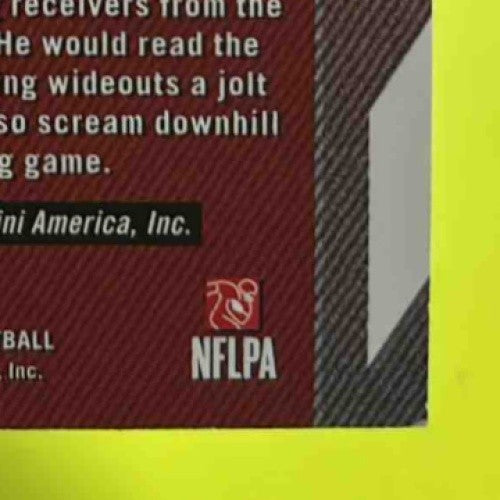 receivers from the
He would read the
ng wideouts a jolt
so scream downhill
g game.
ini America, Inc.
TBALL
, Inc.
NFLPA